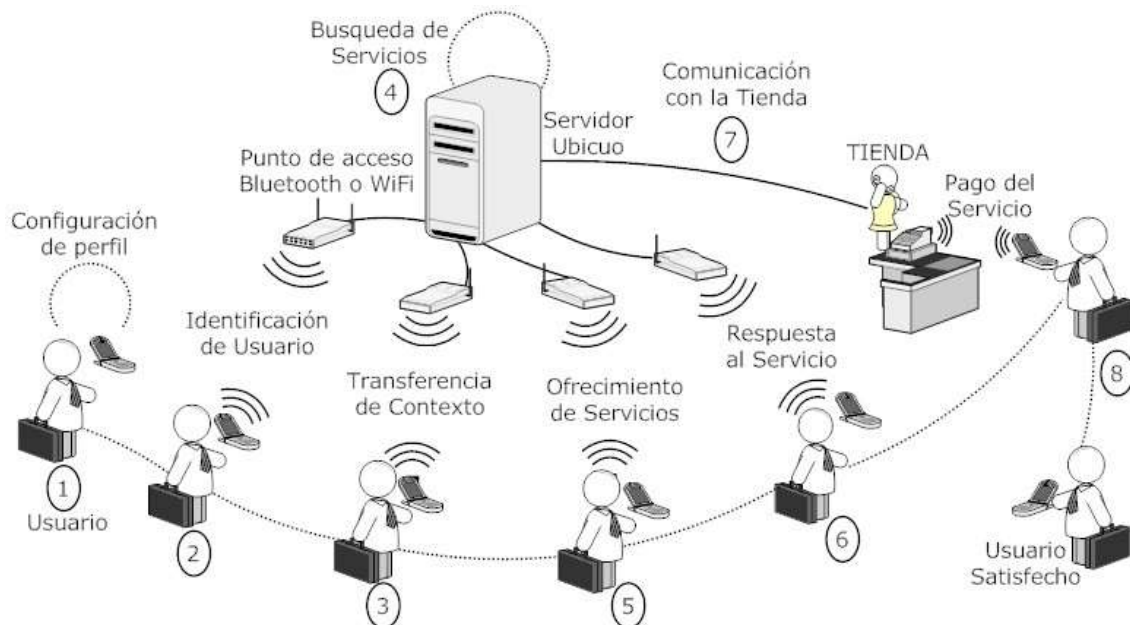 Busqueda de
Servicios
4
Comunicación
con la Tienda
7
Servidor
Ubicuo
TIENDA
Punto de acceso
Bluetooth o WiFi
Pago del
Servicio
Configuración
de perfil
Identificación
de Usuario
Respuesta
al Servicio
Transferencia
de Contexto
Ofrecimiento
de Servicios
8
1
Usuario
2
3
5
6
Usuario
Satisfecho